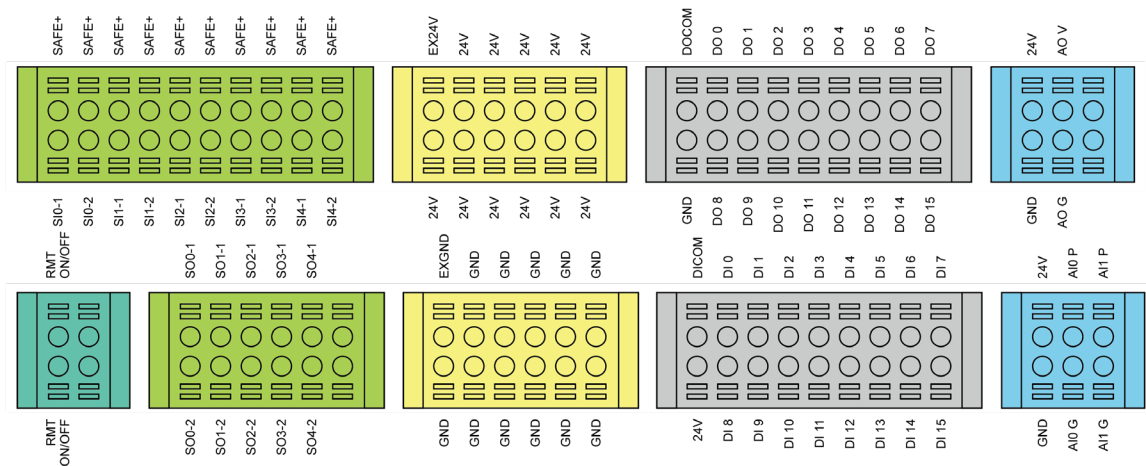 SAFE+ SAFE+ SAFE+ SAFE+ SAFE+ SAFE+ SAFE+ SAFE+ SAFE+ SAFE+ EX24V 24V 24V 24V 24V 24V DOCOM DO 0 DO 1 DO 2 DO 3 DO 4 DO 5 DO 6 DO 7 24V AO V
SI0-1 SI0-2 SI1-1 SI1-2 SI2-1 SI2-2 SI3-1 SI3-2 SI4-1 SI4-2 24V 24V 24V 24V 24V 24V GND DO 8 DO 9 DO 10 DO 11 DO 12 DO 13 DO 14 DO 15 GND AO G
RMT
ON/OFF
SO0-1 SO1-1 SO2-1 SO3-1 SO4-1 EXGND GND GND GND GND GND DICOM DI 0 DI 1 DI 2 DI 3 DI 4 DI 5 DI 6 DI 7 24V AI0 P AI1 P
RMT
ON/OFF
SO0-2 SO1-2 SO2-2 SO3-2 SO4-2 GND GND GND GND GND GND 24V DI 8 DI 9 DI 10 DI 11 DI 12 DI 13 DI 14 DI 15 GND AI0 G AI1 G